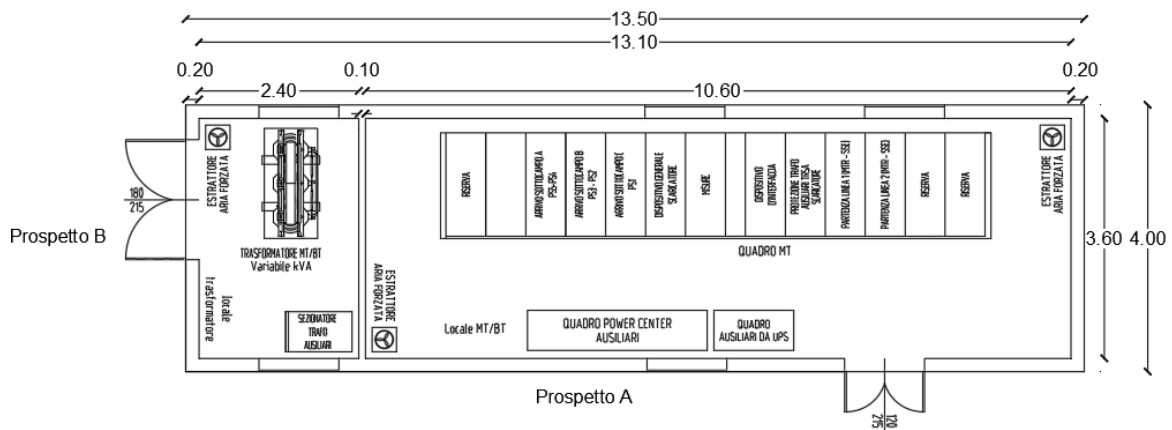 13.50
13.10
0.20
0.10
0.20
2.40
10.60
ESTRATTORE
ARIA FORZATA
RISERVA
ARRIVO SOTTOCAMPO A
PS5-PS4
ARRIVO SOTTOCAMPO B
PS3 - PS2
ARRIVO SOTTOCAMPO C
PS1
DISPOSITIVO GENERALE
SCARICATORE
MISURE
DISPOSITIVO
D'INTERFACCIA
PROTEZIONE TRAFO
AUSILIARI TRSA
SCARICATORE
PARTENZA LINEA 1 (MTR - SSE)
PARTENZA LINEA 2 (MTR - SSE)
RISERVA
RISERVA
ESTRATTORE
ARIA FORZATA
180
215
Prospetto B
3.60
4.00
TRASFORMATORE MT/BT
Variabile kVA
QUADRO MT
locale
trasformatore
ESTRATTORE
ARIA FORZATA
SEZIONATORE
TRAFO
AUSILIARI
Locale MT/BT
QUADRO POWER CENTER
AUSILIARI
QUADRO
AUSILIARI DA UPS
Prospetto A
120
215